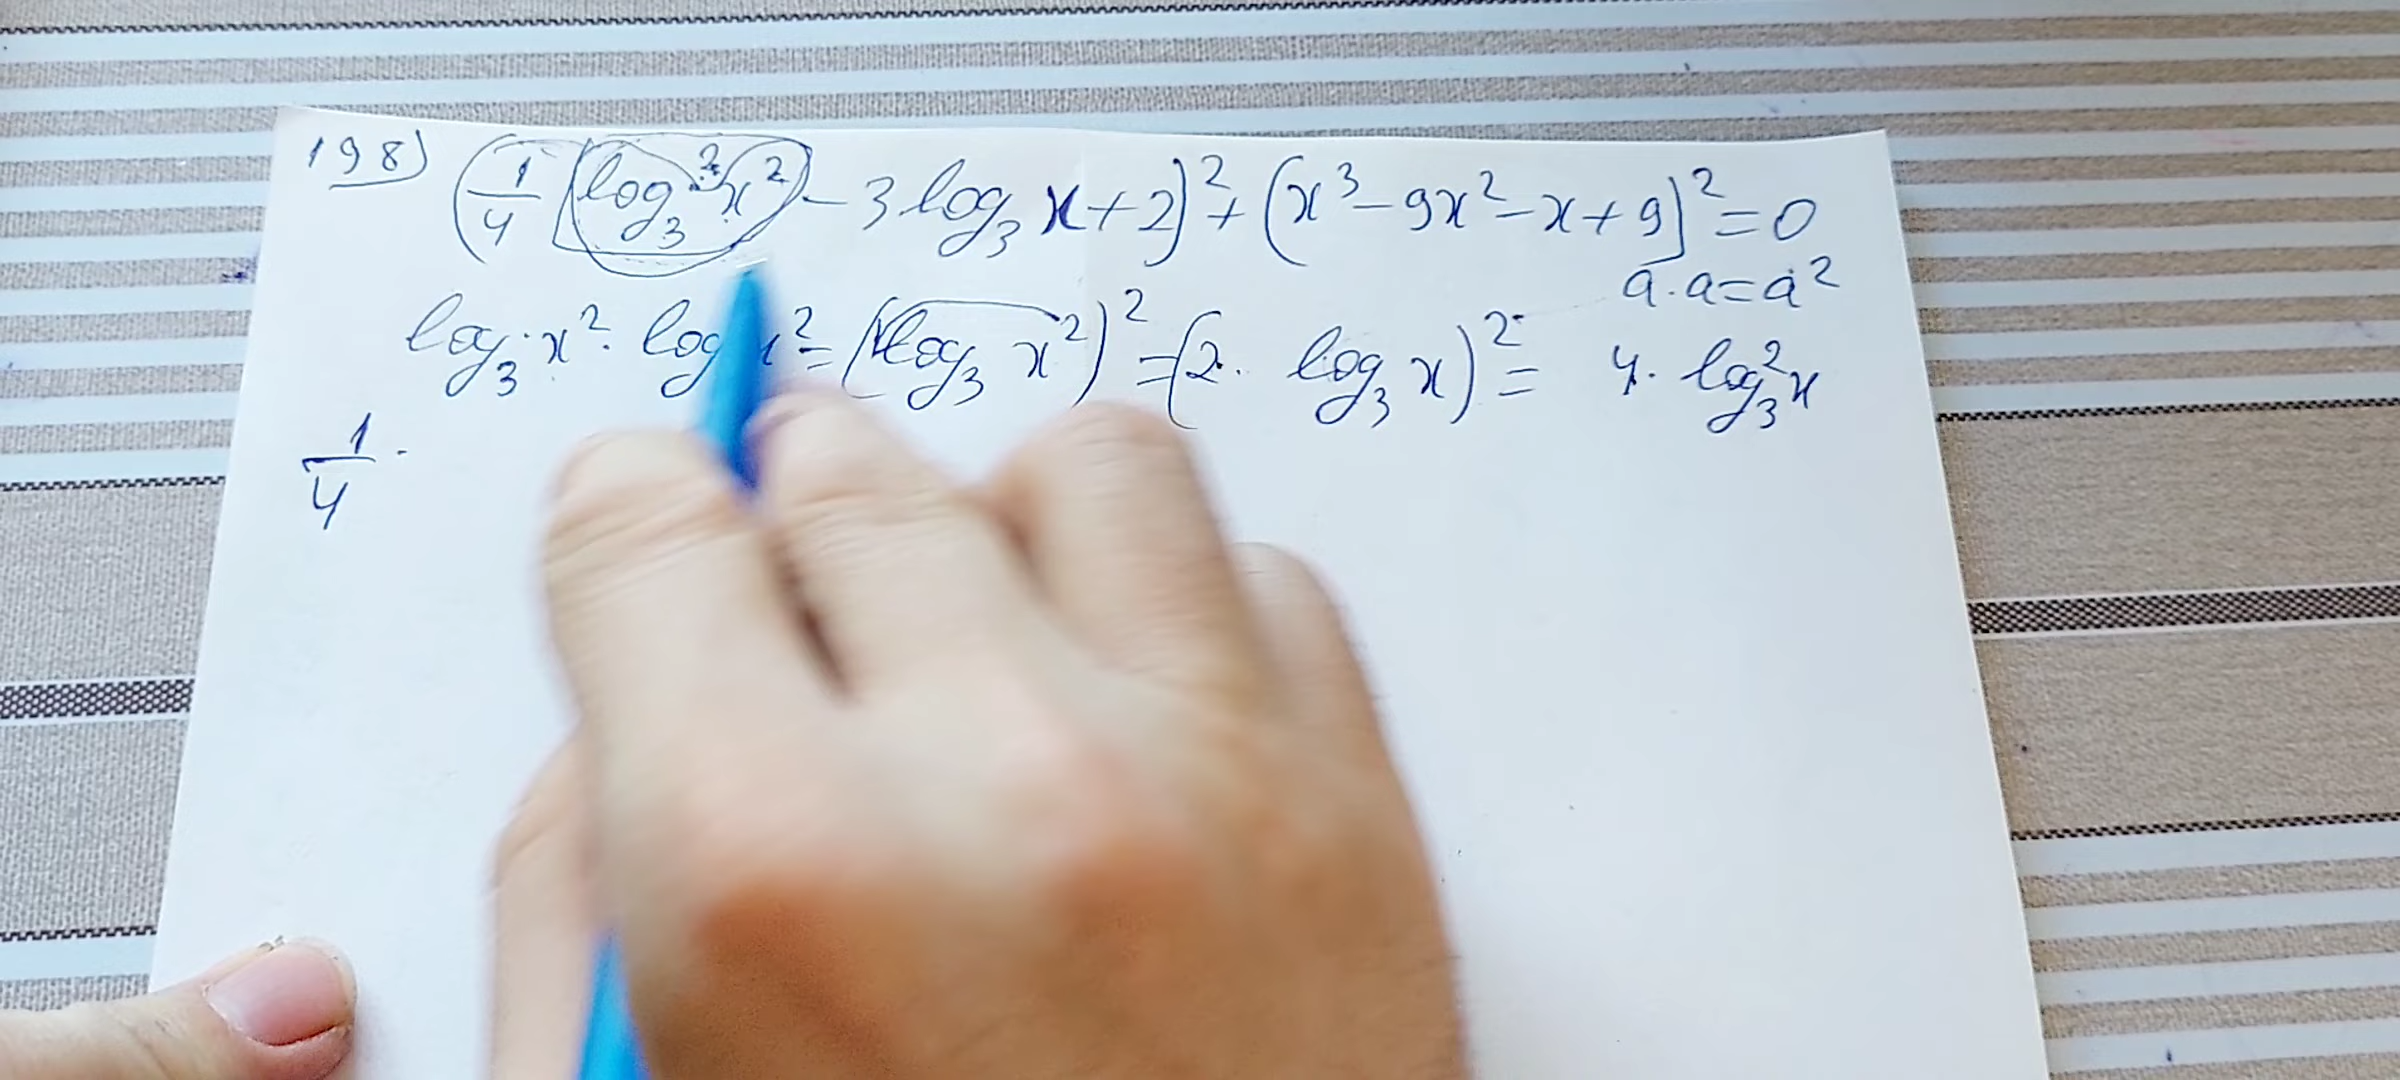 198) (1/4 log₃² x² - 3 log₃ x + 2)² + (x³ - 9x² - x + 9)² = 0
a · a = a²
log₃ x² · log x² = (log₃ x²)² = (2 · log₃ x)² = 4 · log₃² x
1/4 ·